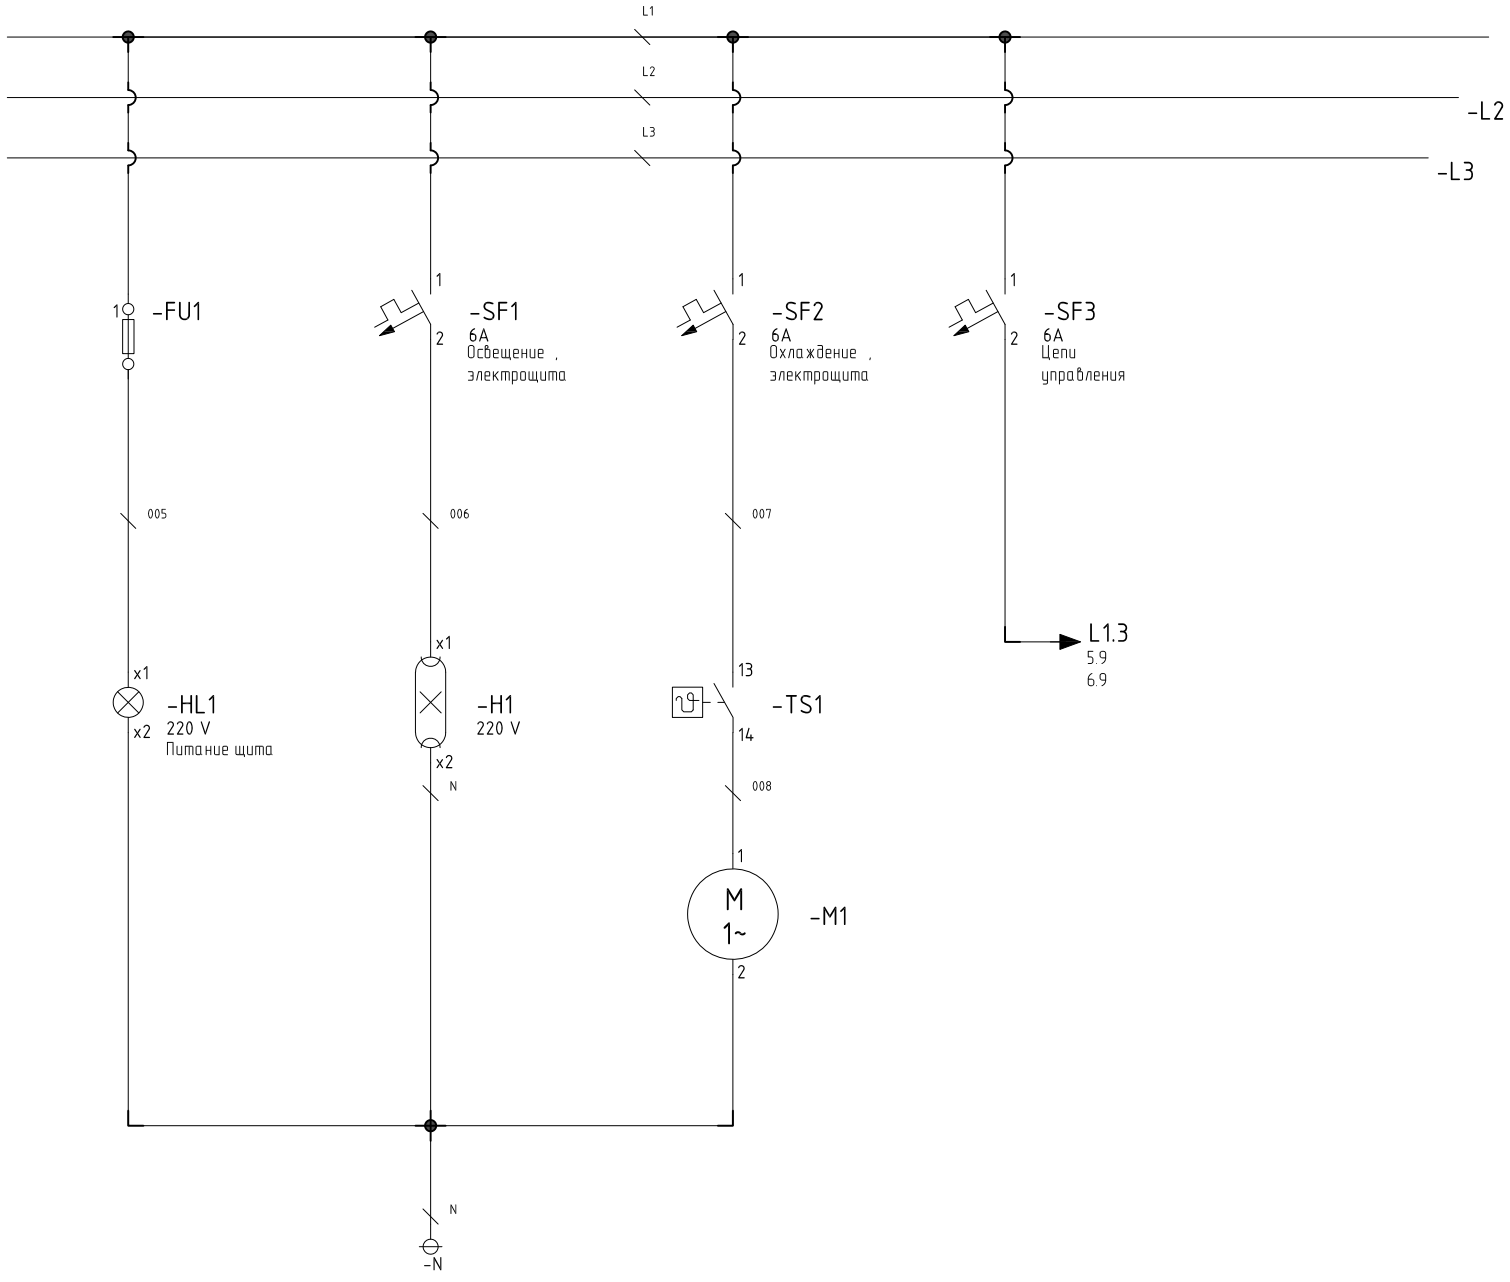 L1
L2
-L2
L3
-L3
1
-FU1
1
-SF1
2
6A
Освещение ,
электрощита
1
-SF2
2
6A
Охлаждение ,
электрощита
1
-SF3
2
6A
Цепи
управления
005
006
007
L1.3
5.9
6.9
x1
-HL1
x2
220 V
Питание щита
x1
-H1
220 V
x2
N
13
-TS1
14
008
1
M
1~
-M1
2
N
-N